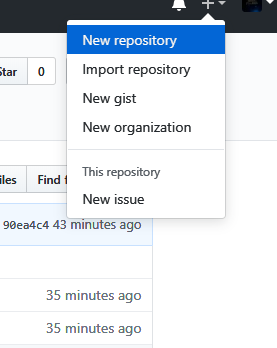 New repository
Star 0
Import repository
New gist
New organization
This repository
Find
New issue
90ea4c4 43 minutes ago
35 minutes ago
35 minutes ago